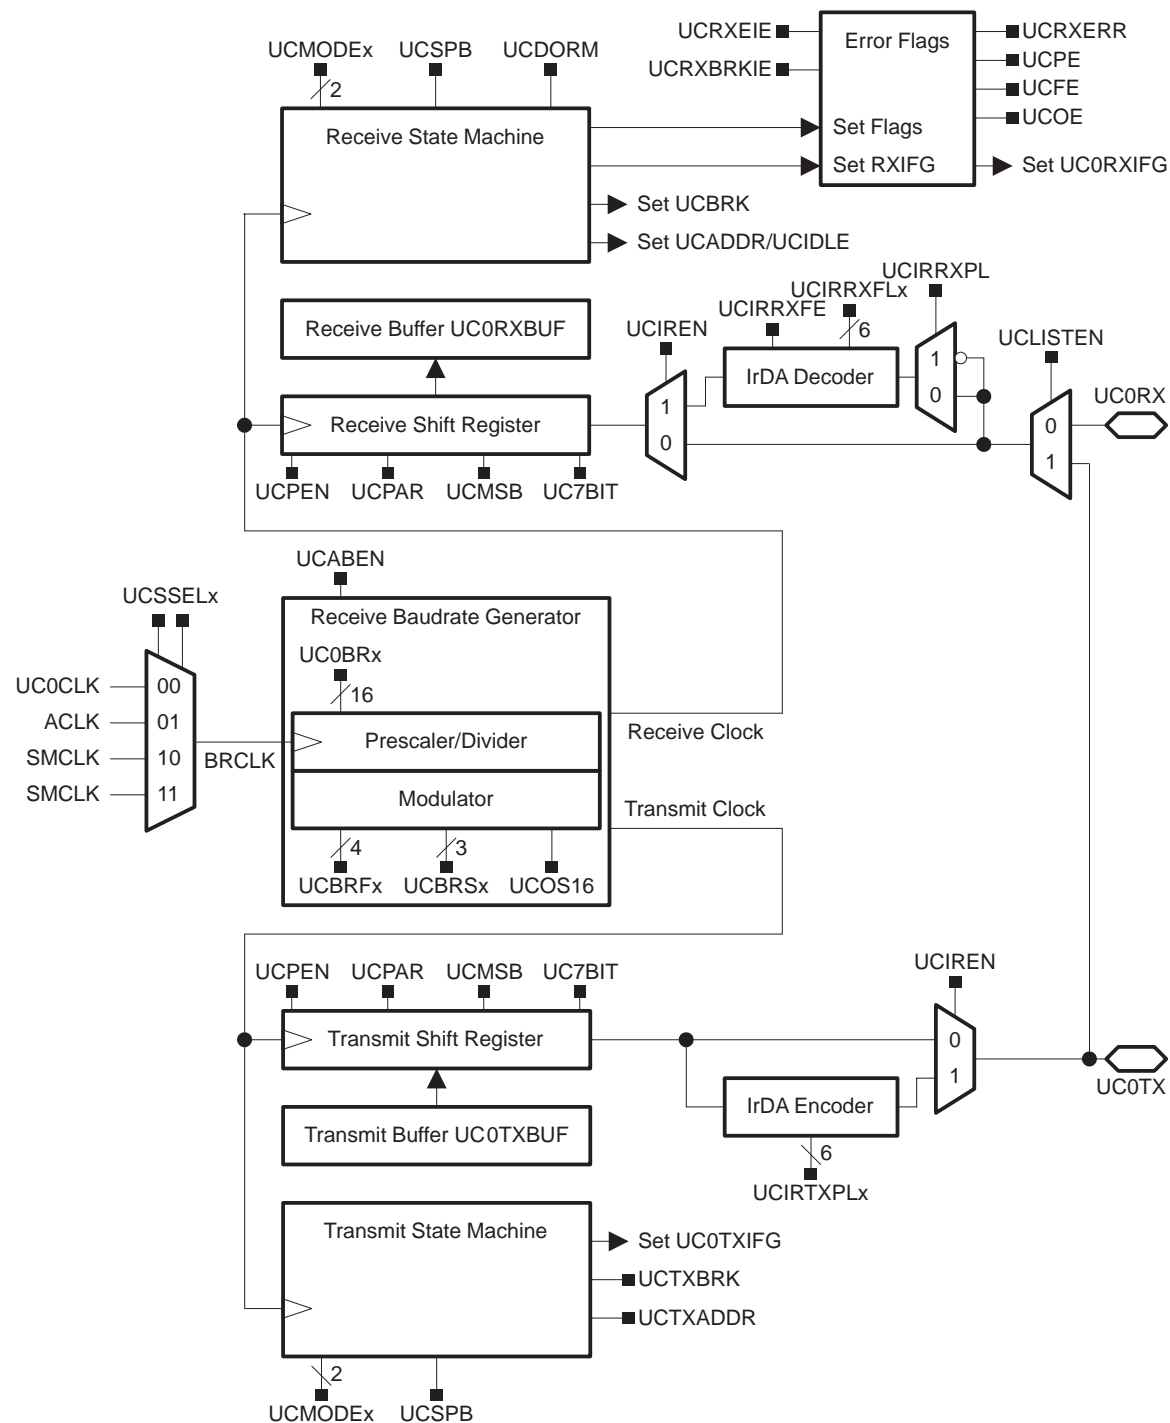 UCRXEIE
Error Flags
UCRXERR
UCPE
UCFE
UCOE
UCRXBRKIE
UCMODEx
UCSPB
UCDORM
2
Receive State Machine
Set Flags
Set RXIFG
Set UC0RXIFG
Set UCBRK
Set UCADDR/UCIDLE
UCIRRXPL
UCIRRXFLx
UCIRRXFE
6
UCIREN
UCLISTEN
Receive Buffer UC0RXBUF
IrDA Decoder
1
0
UC0RX
Receive Shift Register
1
0
0
1
UCPEN
UCPAR
UCMSB
UC7BIT
UCABEN
UCSSELx
Receive Baudrate Generator
UC0BRx
16
UC0CLK
00
ACLK
01
SMCLK
10
SMCLK
11
BRCLK
Prescaler/Divider
Receive Clock
Modulator
Transmit Clock
4
3
UCBRFx
UCBRSx
UCOS16
UCPEN
UCPAR
UCMSB
UC7BIT
UCIREN
Transmit Shift Register
0
1
IrDA Encoder
UC0TX
Transmit Buffer UC0TXBUF
6
UCIRTXPLx
Transmit State Machine
Set UC0TXIFG
UCTXBRK
UCTXADDR
2
UCMODEx
UCSPB